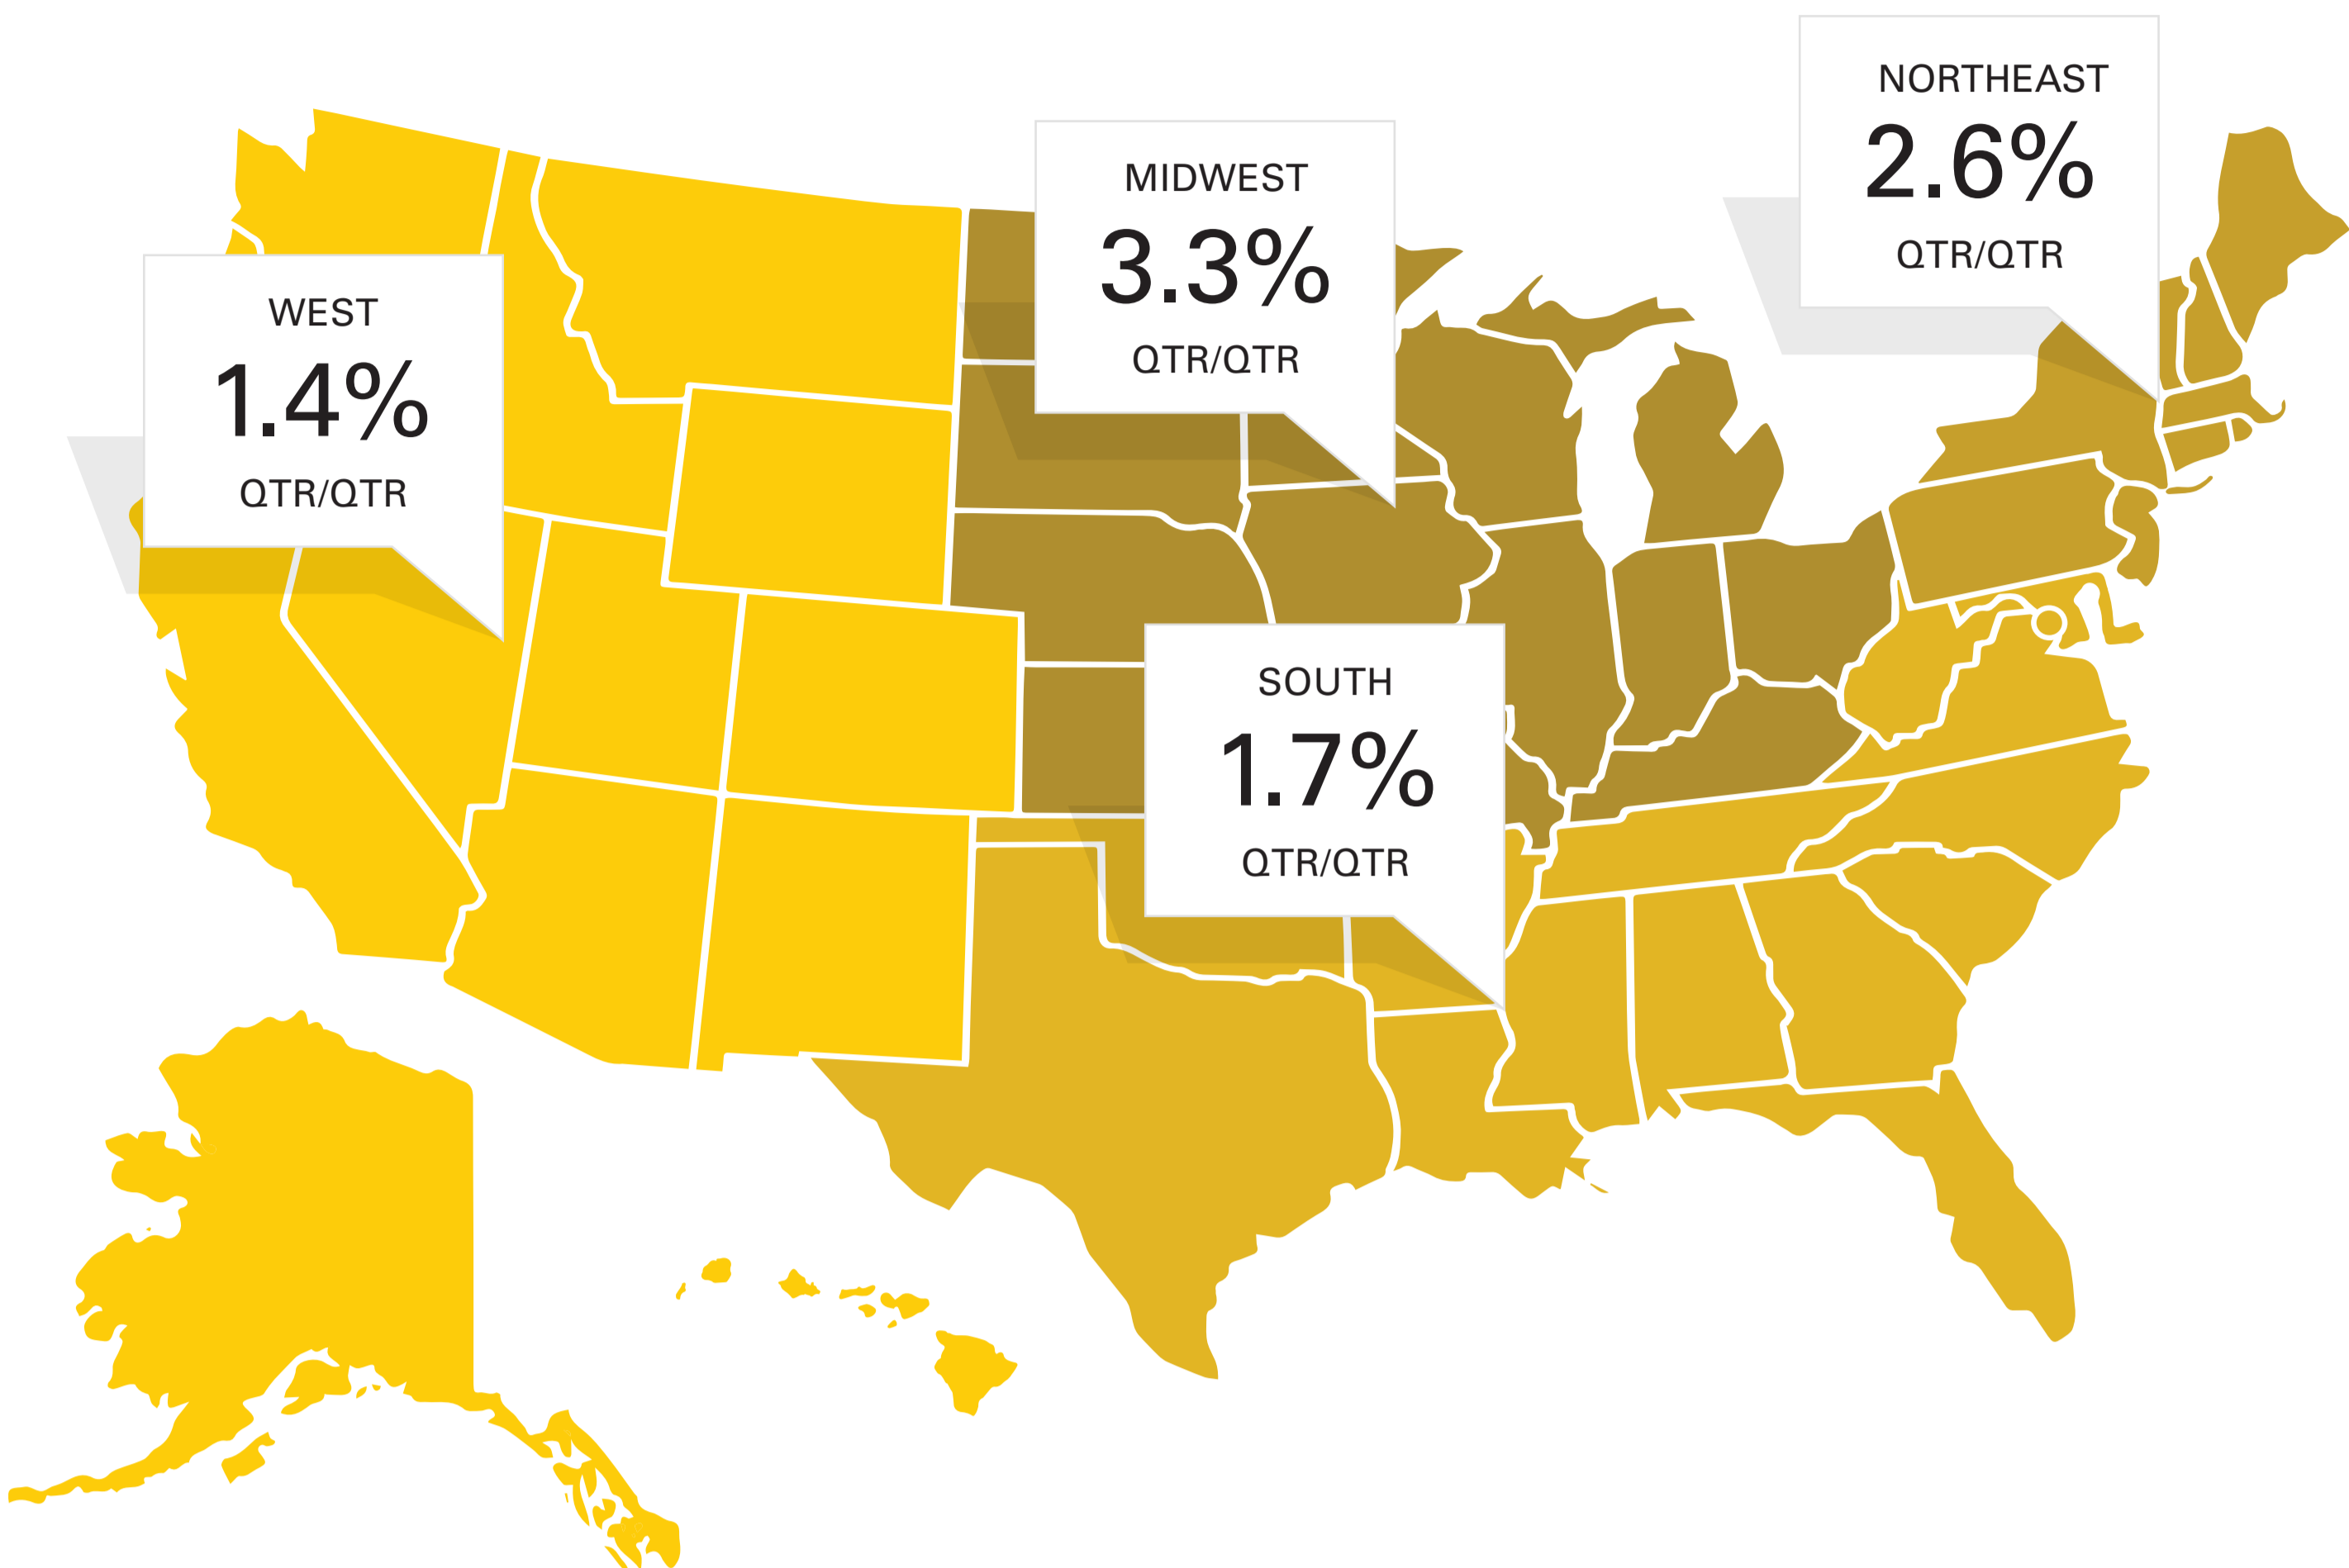 NORTHEAST
2.6%
QTR/QTR
MIDWEST
3.3%
QTR/QTR
WEST
1.4%
QTR/QTR
SOUTH
1.7%
QTR/QTR